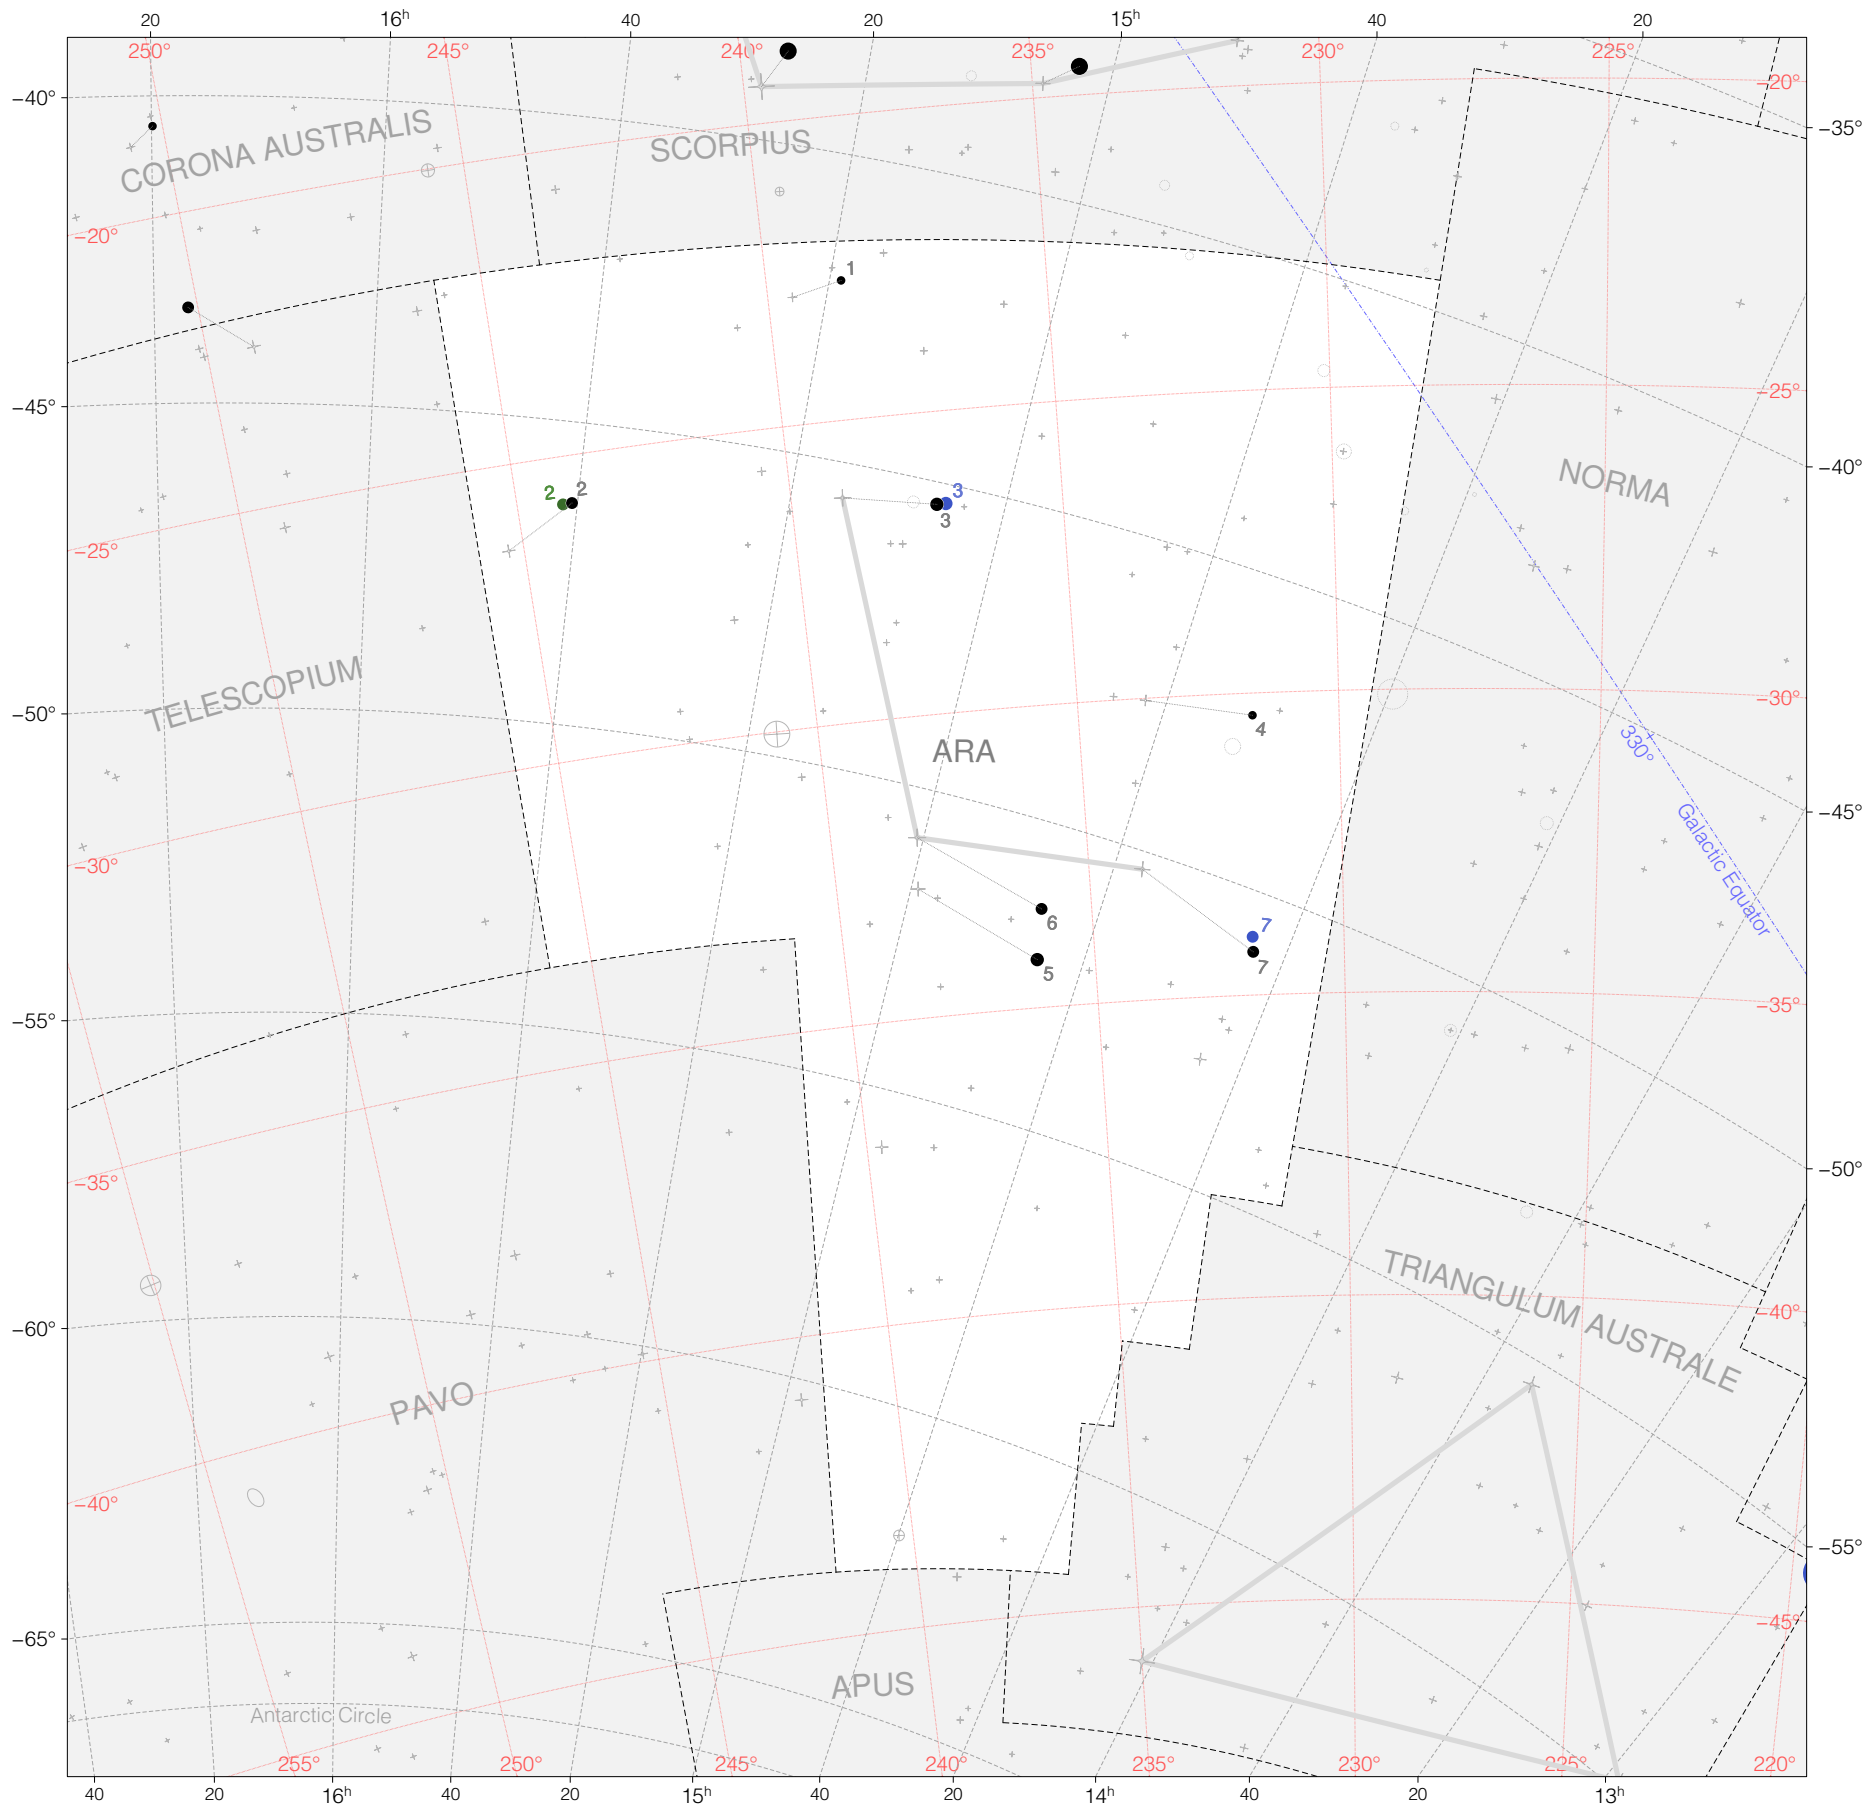 20 16ʰ 40 20 15ʰ 40 20
250° 245° 240° 235° 230° 225°
−20°
−40°
−35°
CORONA AUSTRALIS
SCORPIUS
−20°
1
−25°
−45°
−40°
NORMA
2 2
3
3
−25°
TELESCOPIUM
−30°
−50°
4
330°
ARA
−45°
Galactic Equator
−30°
6
7
5
7
−35°
−55°
−50°
−35°
TRIANGULUM AUSTRALE
−40°
−60°
PAVO
−40°
−55°
−45°
−65°
APUS
Antarctic Circle
255° 250° 245° 240° 235° 230° 225° 220°
40 20 16ʰ 40 20 15ʰ 40 20 14ʰ 40 20 13ʰ